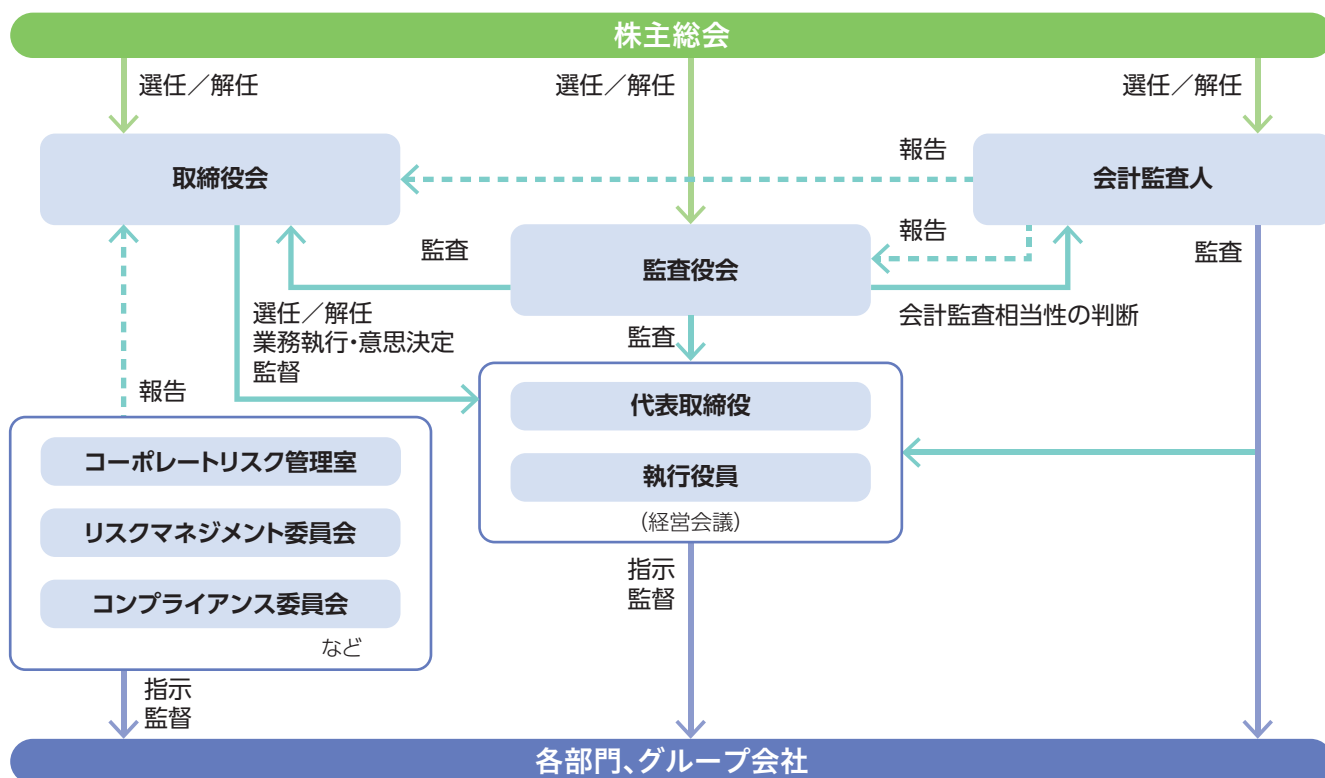 株主総会
選任／解任
選任／解任
選任／解任
取締役会
報告
会計監査人
監査
監査役会
報告
監査
選任／解任
業務執行・意思決定
監督
会計監査相当性の判断
監査
報告
代表取締役
コーポレートリスク管理室
執行役員
（経営会議）
リスクマネジメント委員会
コンプライアンス委員会
など
指示
監督
指示
監督
各部門、グループ会社